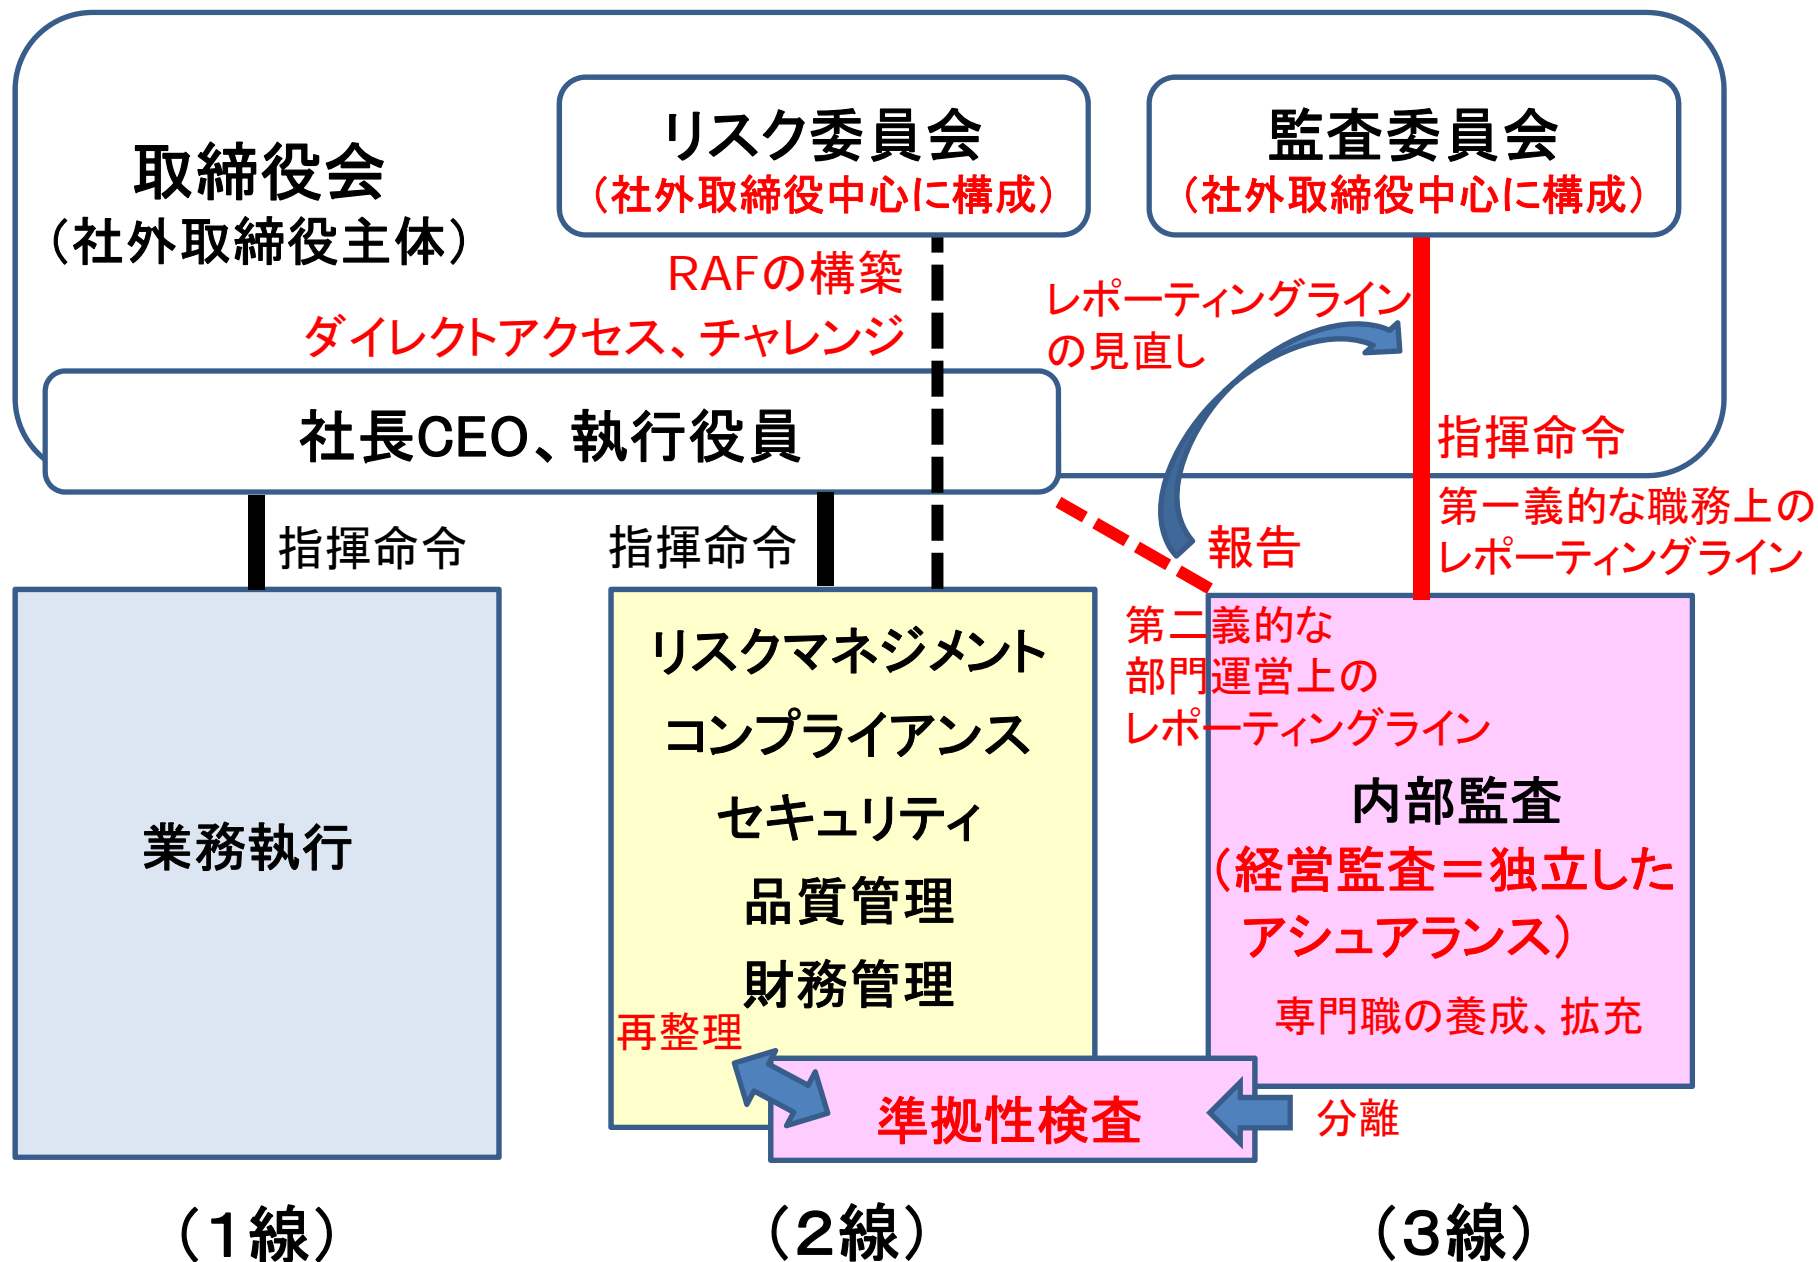 取締役会
（社外取締役主体）
リスク委員会
（社外取締役中心に構成）
監査委員会
（社外取締役中心に構成）
RAFの構築
ダイレクトアクセス、チャレンジ
レポーティングライン
の見直し
社長CEO、執行役員
指揮命令
第一義的な職務上の
レポーティングライン
指揮命令
指揮命令
報告
第二義的な
部門運営上の
レポーティングライン
業務執行
リスクマネジメント
コンプライアンス
セキュリティ
品質管理
財務管理
再整理
内部監査
（経営監査＝独立した
アシュアランス）
専門職の養成、拡充
準拠性検査
分離
（１線）
（２線）
（３線）